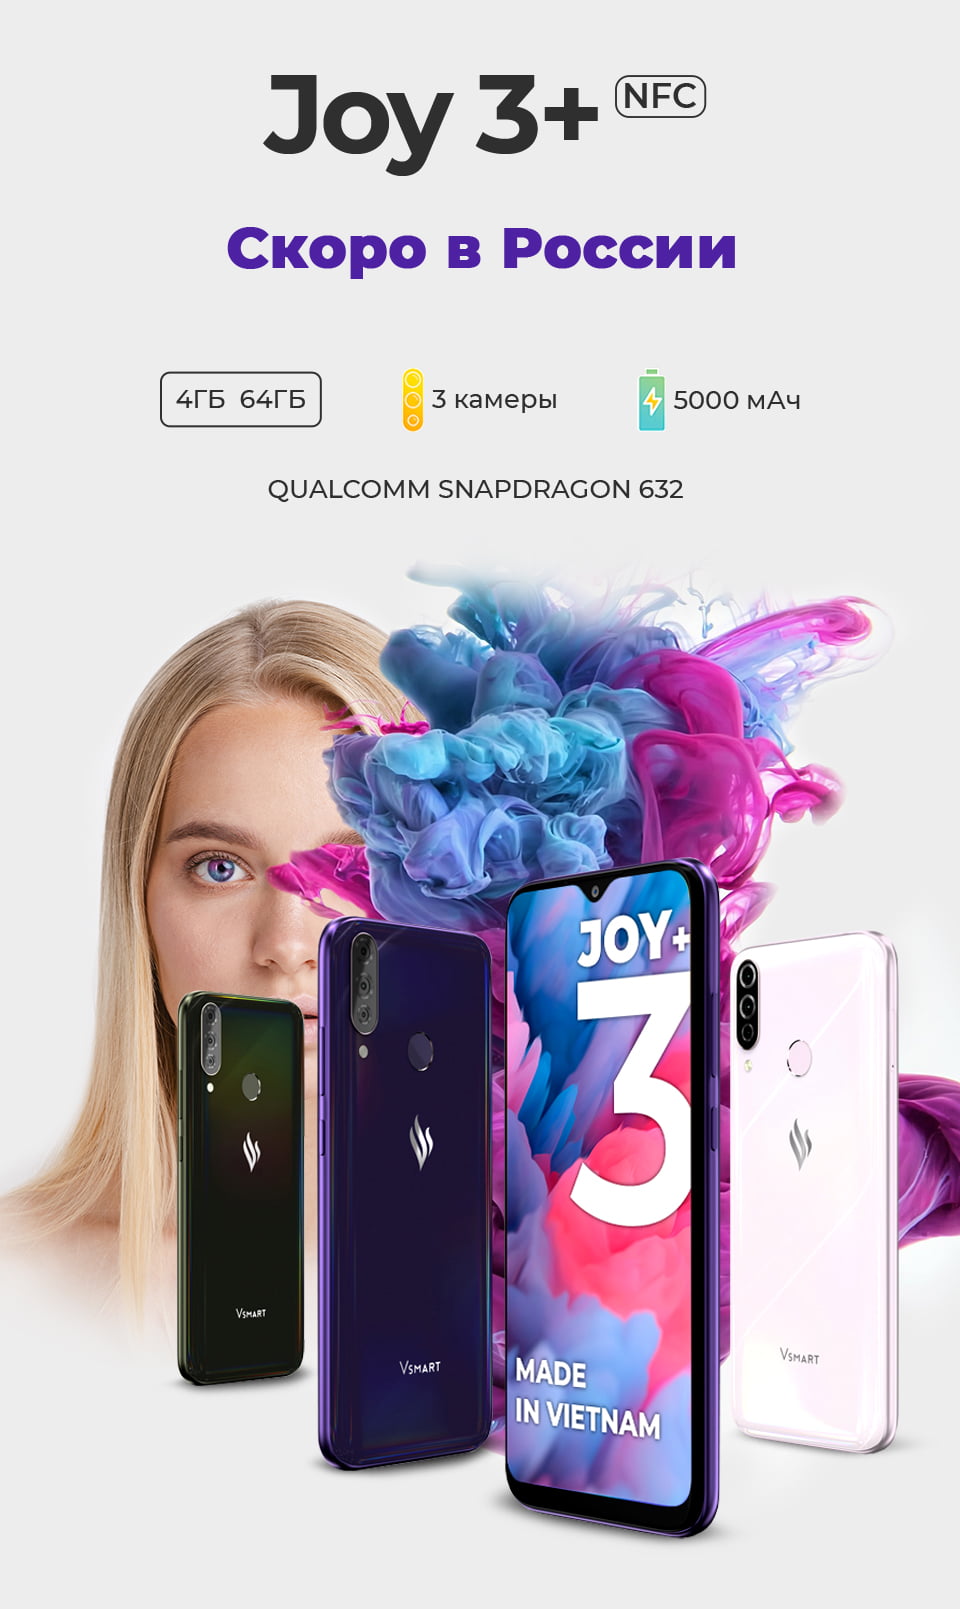 Joy 3+ NFC
Скоро в России
4ГБ 64ГБ
3 камеры
5000 мАч
QUALCOMM SNAPDRAGON 632
JOY+
3
MADE
IN VIETNAM
VSMART
VSMART
VSMART